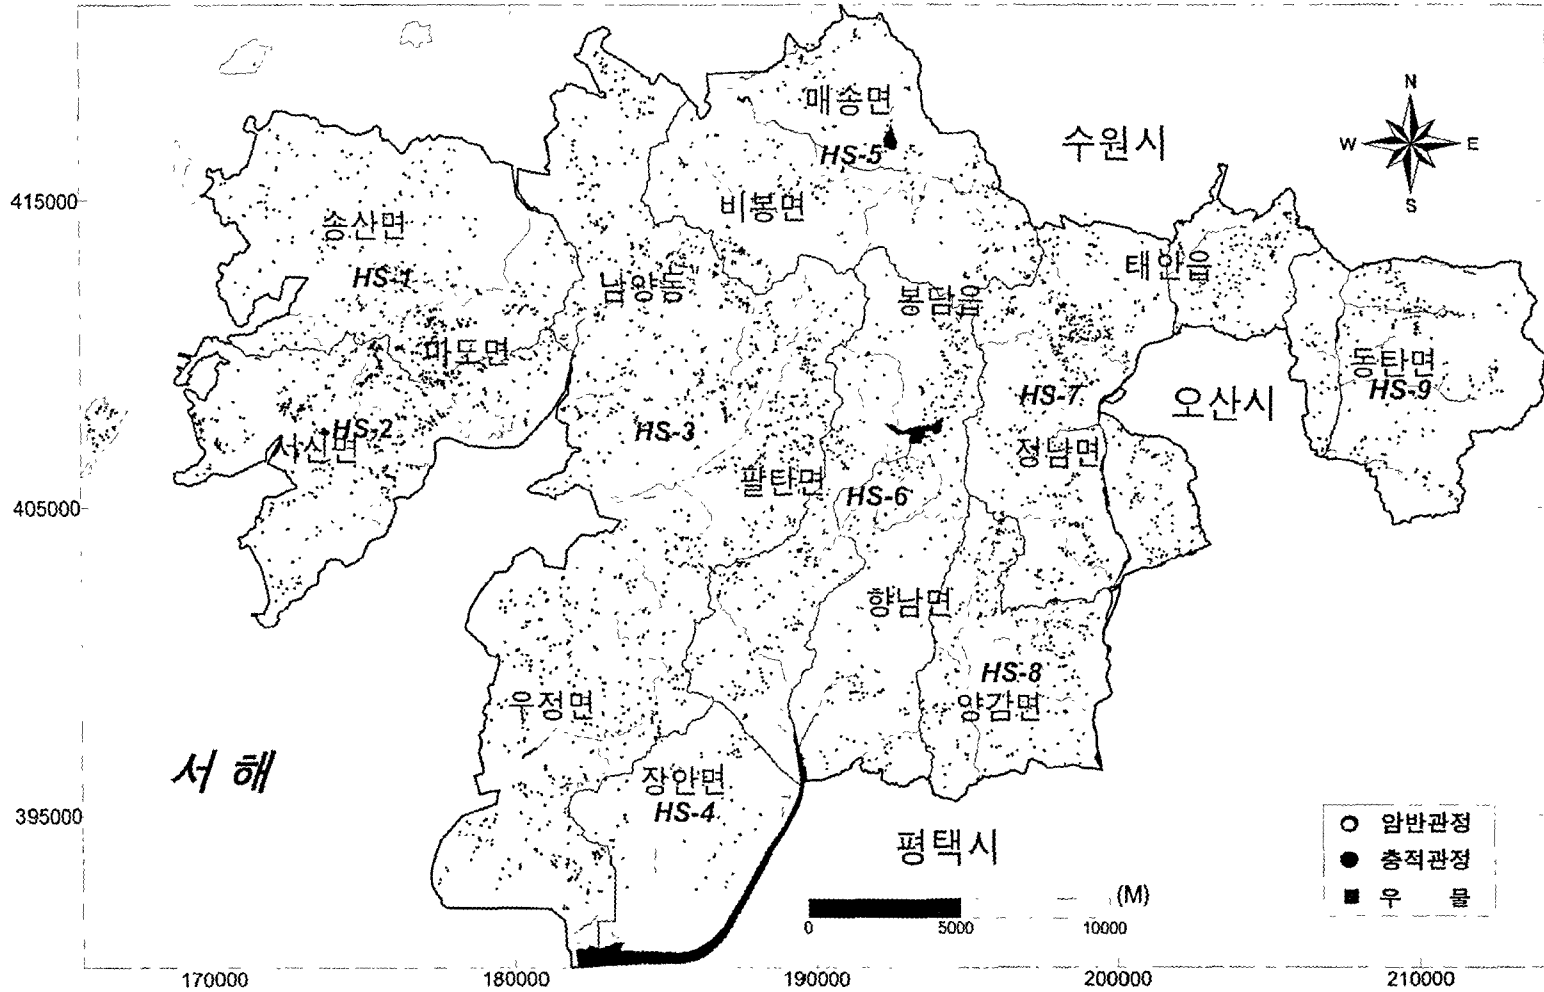 N
W E
S
매송면
수원시
HS-5
415000
비봉면
송산면
HS-1
남양동
태안읍
봉담읍
마도면
동탄면
HS-9
HS-7
오산시
HS-2
서신면
HS-3
정남면
팔탄면
HS-6
405000
향남면
HS-8
양감면
우정면
서 해
장안면
HS-4
395000
평택시
암반관정
충적관정
우 물
(M)
0 5000 10000
170000 180000 190000 200000 210000